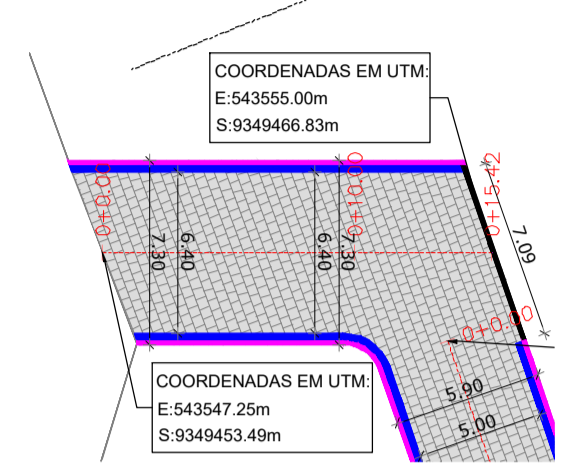 COORDENADAS EM UTM:
E:543555.00m
S:9349466.83m
0+0.00
0+10.00
0+15.42
7.09
7.30
6.40
6.40
7.30
0+0.00
COORDENADAS EM UTM:
E:543547.25m
S:9349453.49m
5.90
5.00